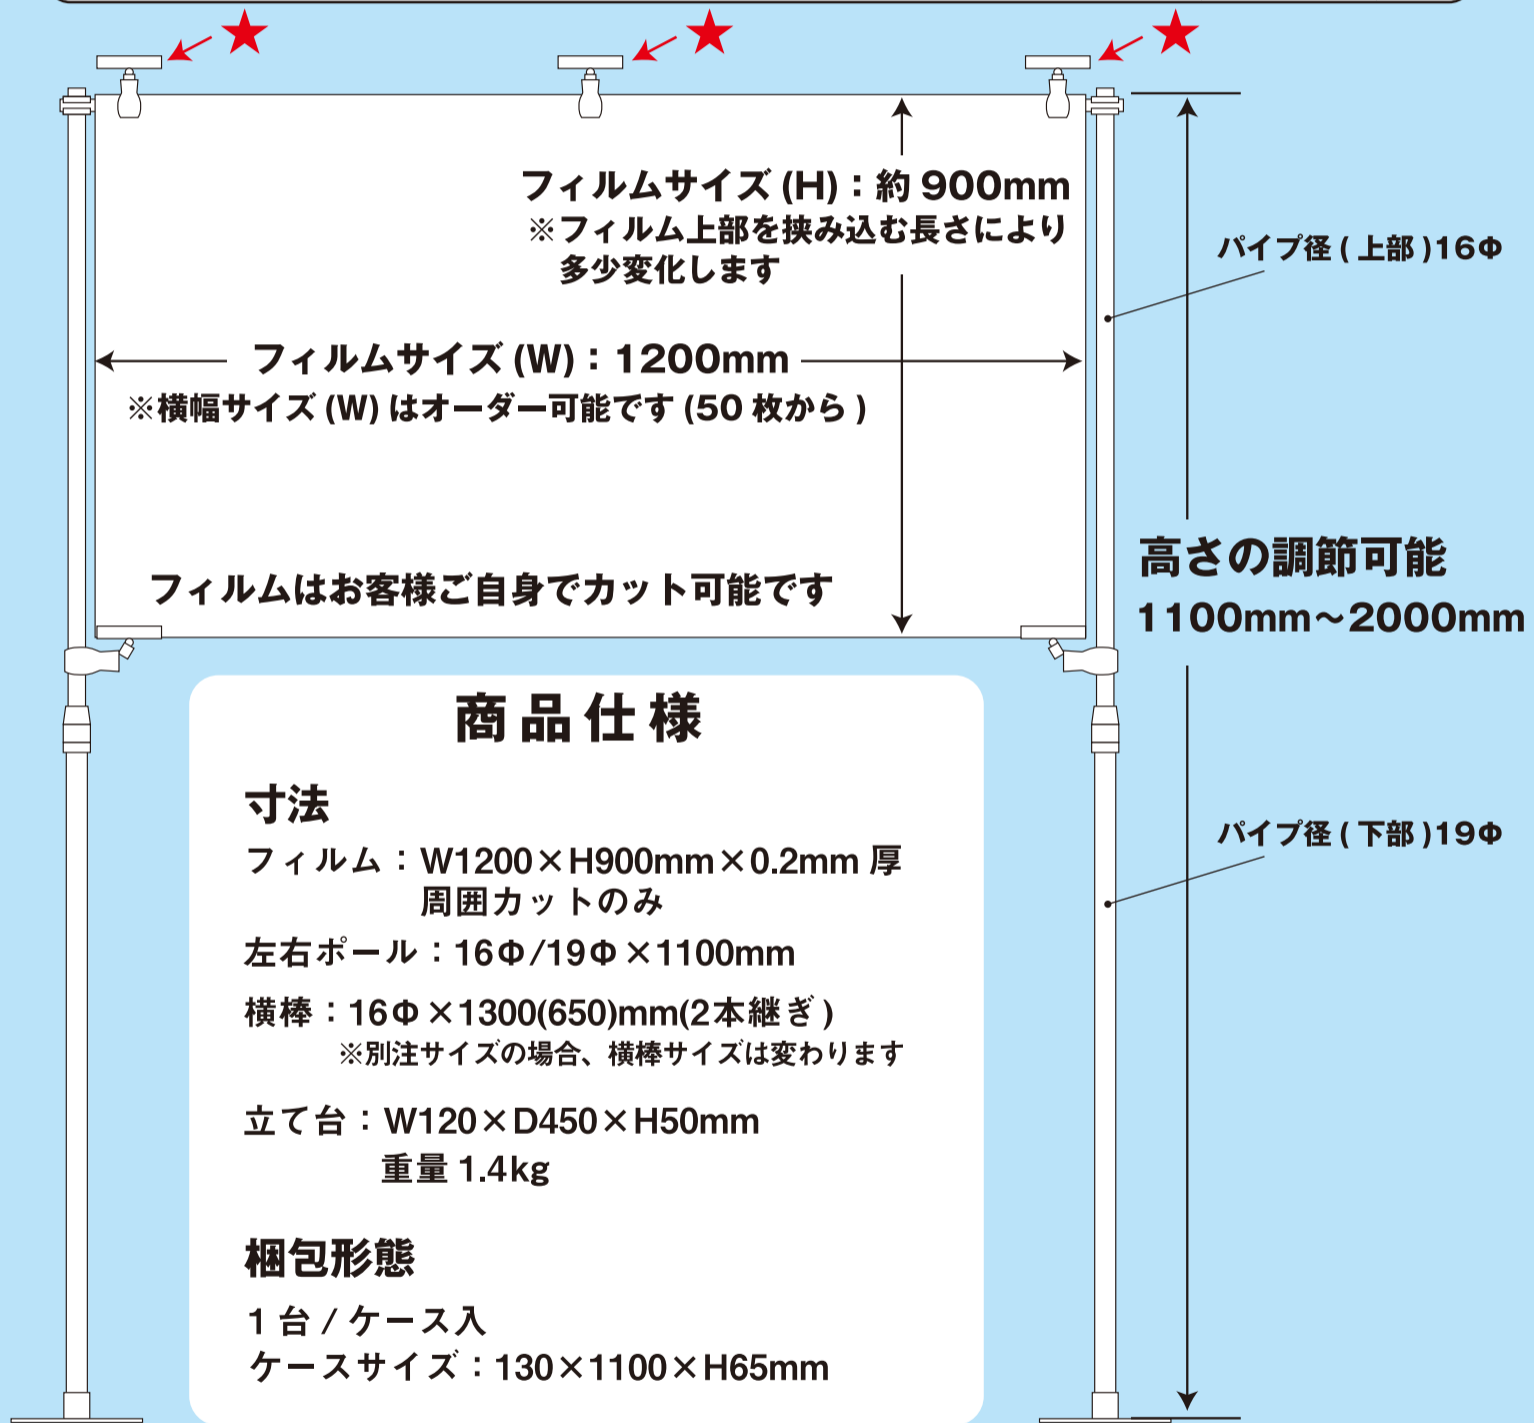 フィルムサイズ (H)：約 900mm
※フィルム上部を挟み込む長さにより
多少変化します
パイプ径 ( 上部 )16Φ
フィルムサイズ (W)：1200mm
※横幅サイズ (W) はオーダー可能です (50 枚から )
高さの調節可能
1100mm～2000mm
フィルムはお客様ご自身でカット可能です
商品仕様
寸法
フィルム：W1200×H900mm×0.2mm 厚
周囲カットのみ
パイプ径 ( 下部 )19Φ
左右ポール：16Φ/19Φ×1100mm
横棒：16Φ×1300(650)mm(2本継ぎ )
※別注サイズの場合、横棒サイズは変わります
立て台：W120×D450×H50mm
重量 1.4kg
梱包形態
1 台 / ケース入
ケースサイズ：130×1100×H65mm